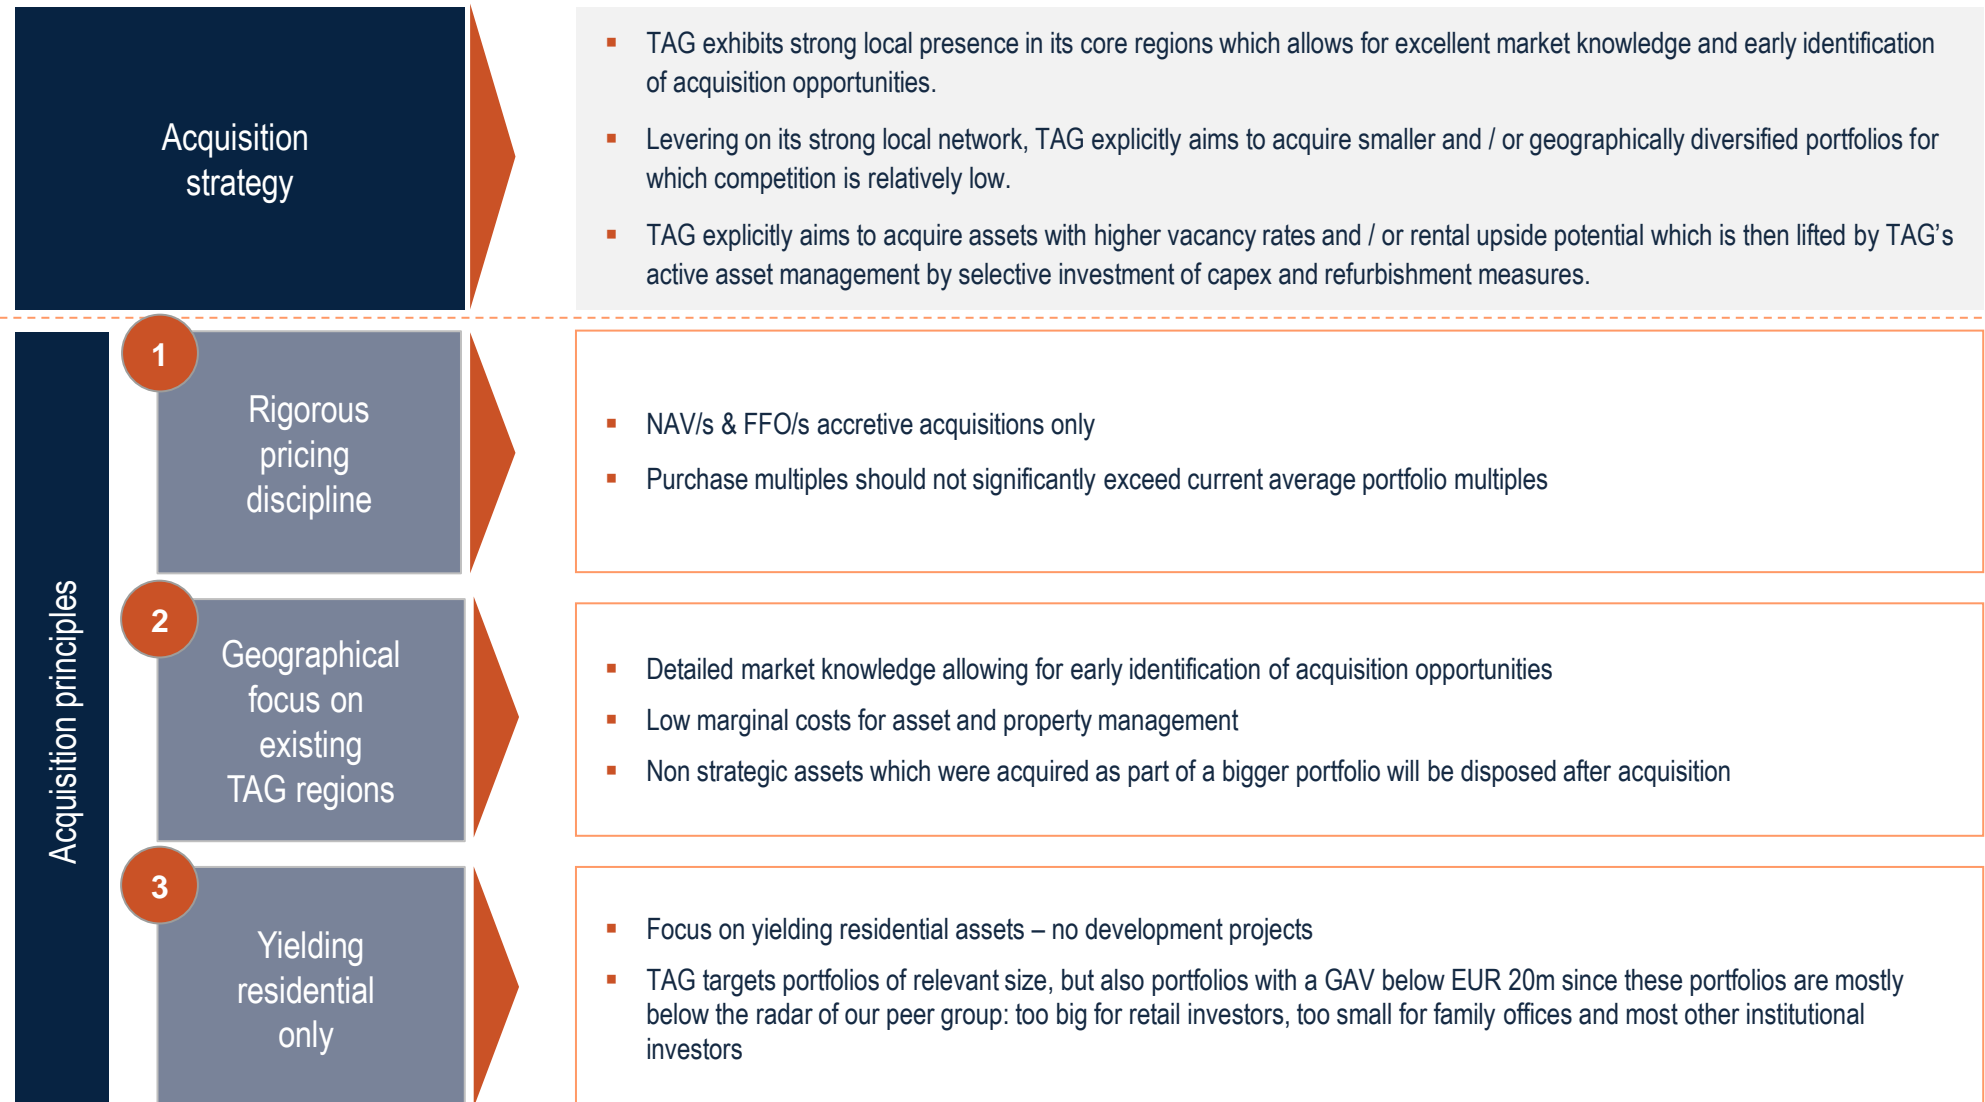 Acquisition
strategy
▪ TAG exhibits strong local presence in its core regions which allows for excellent market knowledge and early identification
of acquisition opportunities.
▪ Levering on its strong local network, TAG explicitly aims to acquire smaller and / or geographically diversified portfolios for
which competition is relatively low.
▪ TAG explicitly aims to acquire assets with higher vacancy rates and / or rental upside potential which is then lifted by TAG’s
active asset management by selective investment of capex and refurbishment measures.
Acquisition principles
1
Rigorous
pricing
discipline
▪ NAV/s & FFO/s accretive acquisitions only
▪ Purchase multiples should not significantly exceed current average portfolio multiples
2
Geographical
focus on
existing
TAG regions
▪ Detailed market knowledge allowing for early identification of acquisition opportunities
▪ Low marginal costs for asset and property management
▪ Non strategic assets which were acquired as part of a bigger portfolio will be disposed after acquisition
3
Yielding
residential
only
▪ Focus on yielding residential assets – no development projects
▪ TAG targets portfolios of relevant size, but also portfolios with a GAV below EUR 20m since these portfolios are mostly
below the radar of our peer group: too big for retail investors, too small for family offices and most other institutional
investors